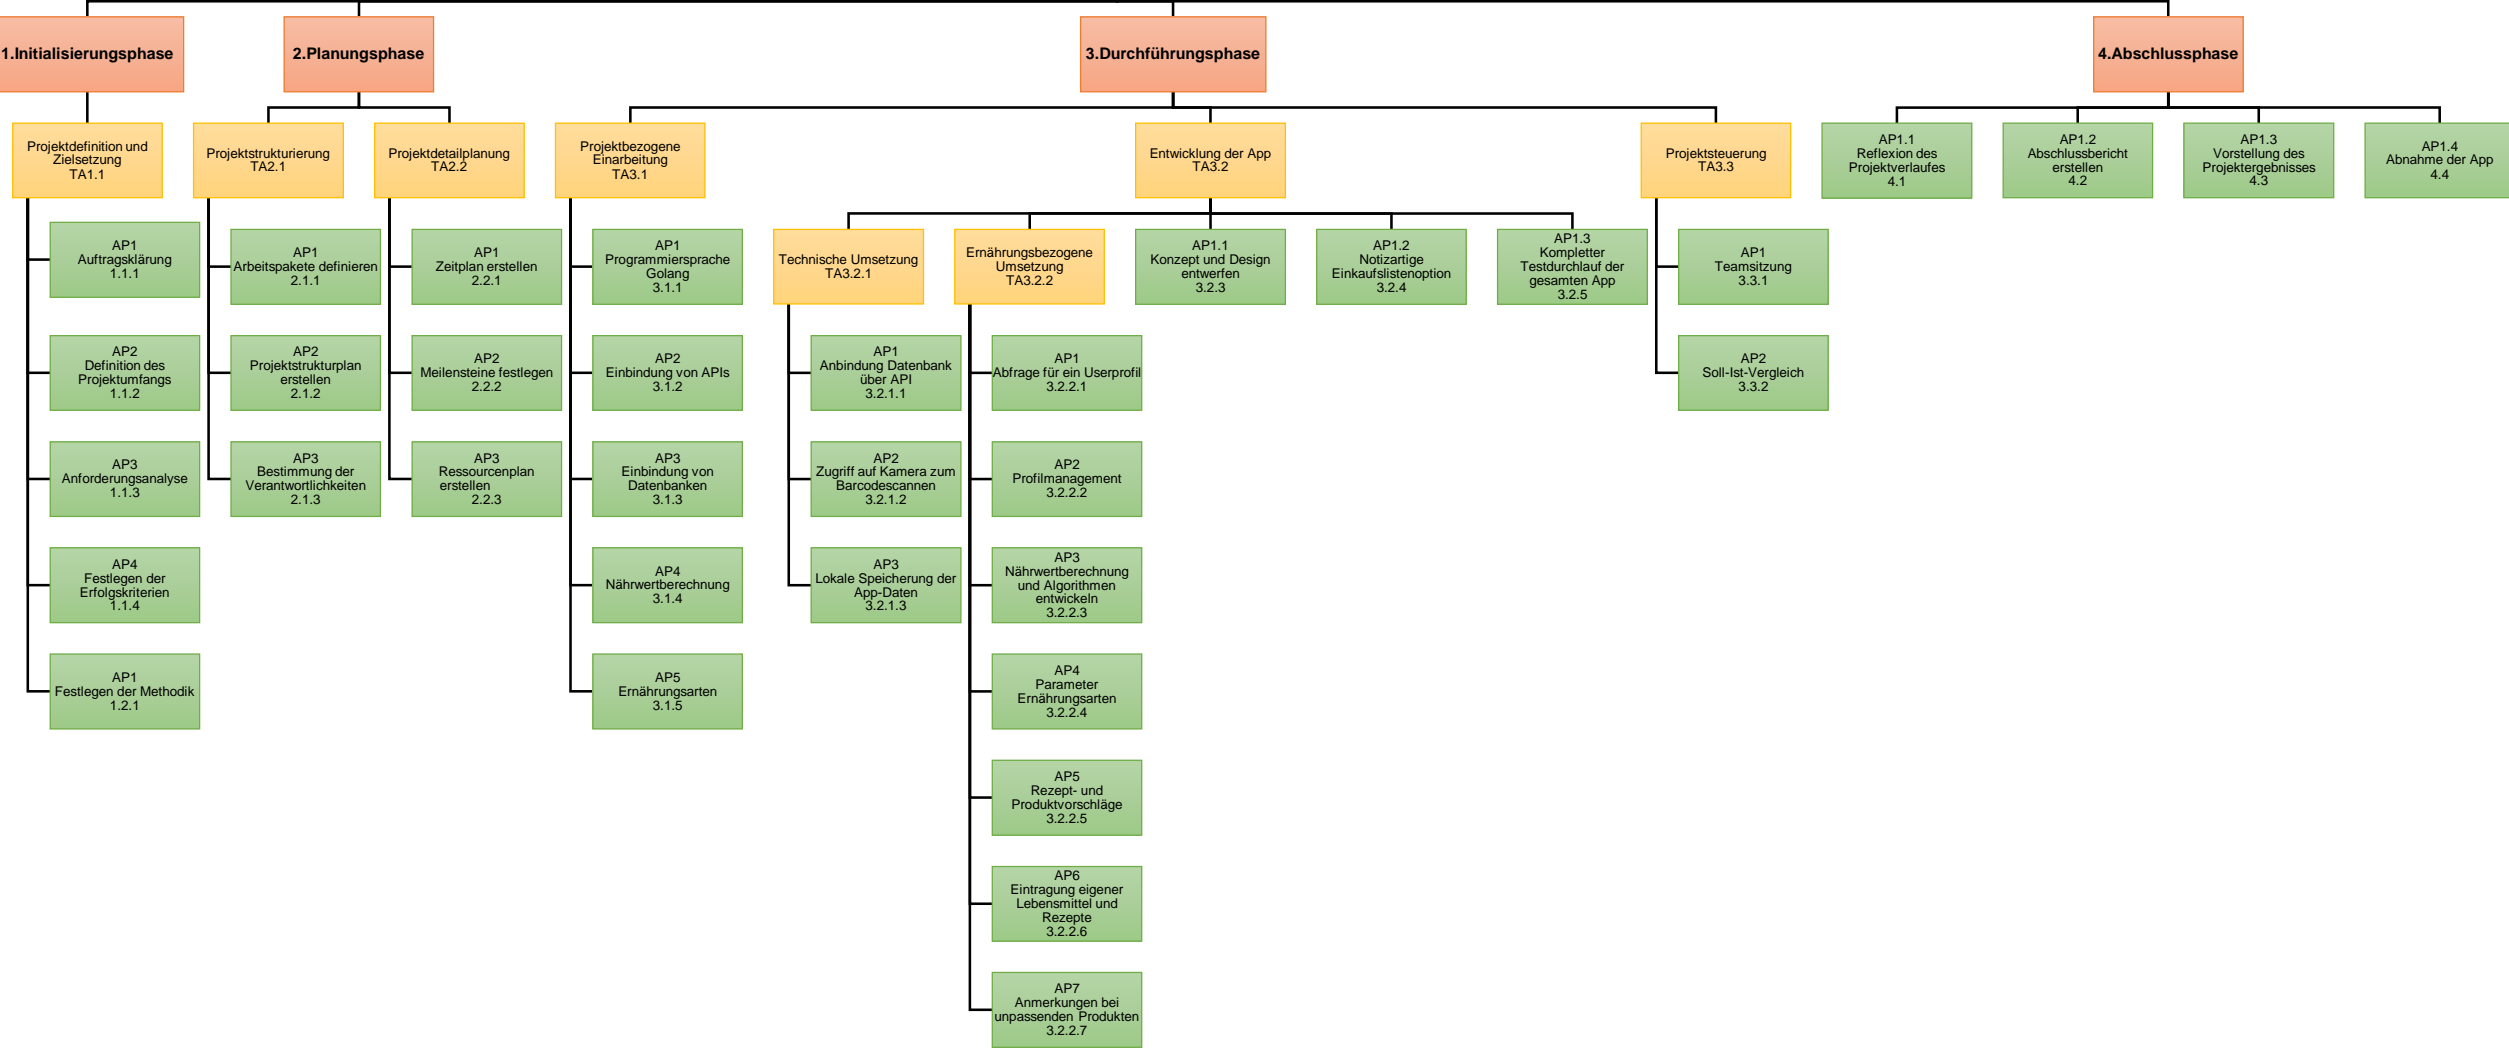 1.Initialisierungsphase
2.Planungsphase
3.Durchführungsphase
4.Abschlussphase
Projektdefinition und
Zielsetzung
TA1.1
Projektstrukturierung
TA2.1
Projektdetailplanung
TA2.2
Projektbezogene
Einarbeitung
TA3.1
Entwicklung der App
TA3.2
Projektsteuerung
TA3.3
AP1.1
Reflexion des
Projektverlaufes
4.1
AP1.2
Abschlussbericht
erstellen
4.2
AP1.3
Vorstellung des
Projektergebnisses
4.3
AP1.4
Abnahme der App
4.4
AP1
Auftragsklärung
1.1.1
AP2
Definition des
Projektumfangs
1.1.2
AP3
Anforderungsanalyse
1.1.3
AP4
Festlegen der
Erfolgskriterien
1.1.4
AP1
Festlegen der Methodik
1.2.1
AP1
Arbeitspakete definieren
2.1.1
AP2
Projektstrukturplan
erstellen
2.1.2
AP3
Bestimmung der
Verantwortlichkeiten
2.1.3
AP1
Zeitplan erstellen
2.2.1
AP2
Meilensteine festlegen
2.2.2
AP3
Ressourcenplan
erstellen
2.2.3
AP1
Programmiersprache
Golang
3.1.1
AP2
Einbindung von APIs
3.1.2
AP3
Einbindung von
Datenbanken
3.1.3
AP4
Nährwertberechnung
3.1.4
AP5
Ernährungsarten
3.1.5
Technische Umsetzung
TA3.2.1
AP1
Anbindung Datenbank
über API
3.2.1.1
AP2
Zugriff auf Kamera zum
Barcodescannen
3.2.1.2
AP3
Lokale Speicherung der
App-Daten
3.2.1.3
Ernährungsbezogene
Umsetzung
TA3.2.2
AP1
Abfrage für ein Userprofil
3.2.2.1
AP2
Profilmanagement
3.2.2.2
AP3
Nährwertberechnung
und Algorithmen
entwickeln
3.2.2.3
AP4
Parameter
Ernährungsarten
3.2.2.4
AP5
Rezept- und
Produktvorschläge
3.2.2.5
AP6
Eintragung eigener
Lebensmittel und
Rezepte
3.2.2.6
AP7
Anmerkungen bei
unpassenden Produkten
3.2.2.7
AP1.1
Konzept und Design
entwerfen
3.2.3
AP1.2
Notizartige
Einkaufslistenoption
3.2.4
AP1.3
Kompletter
Testdurchlauf der
gesamten App
3.2.5
AP1
Teamsitzung
3.3.1
AP2
Soll-Ist-Vergleich
3.3.2